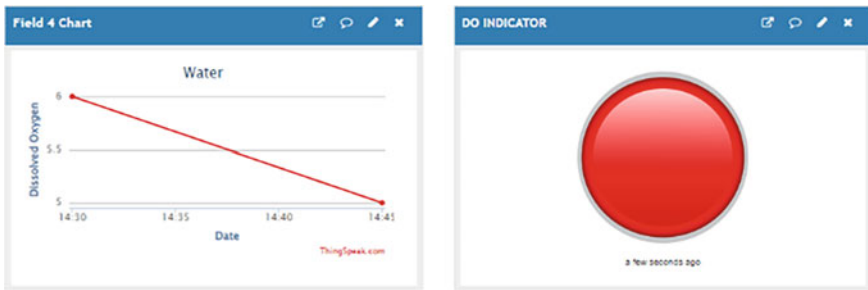 Field 4 Chart
Water
Dissolved Oxygen
6
5.5
5
14:30
14:35
14:40
14:45
Date
ThingSpeak.com
DO INDICATOR
a few seconds ago